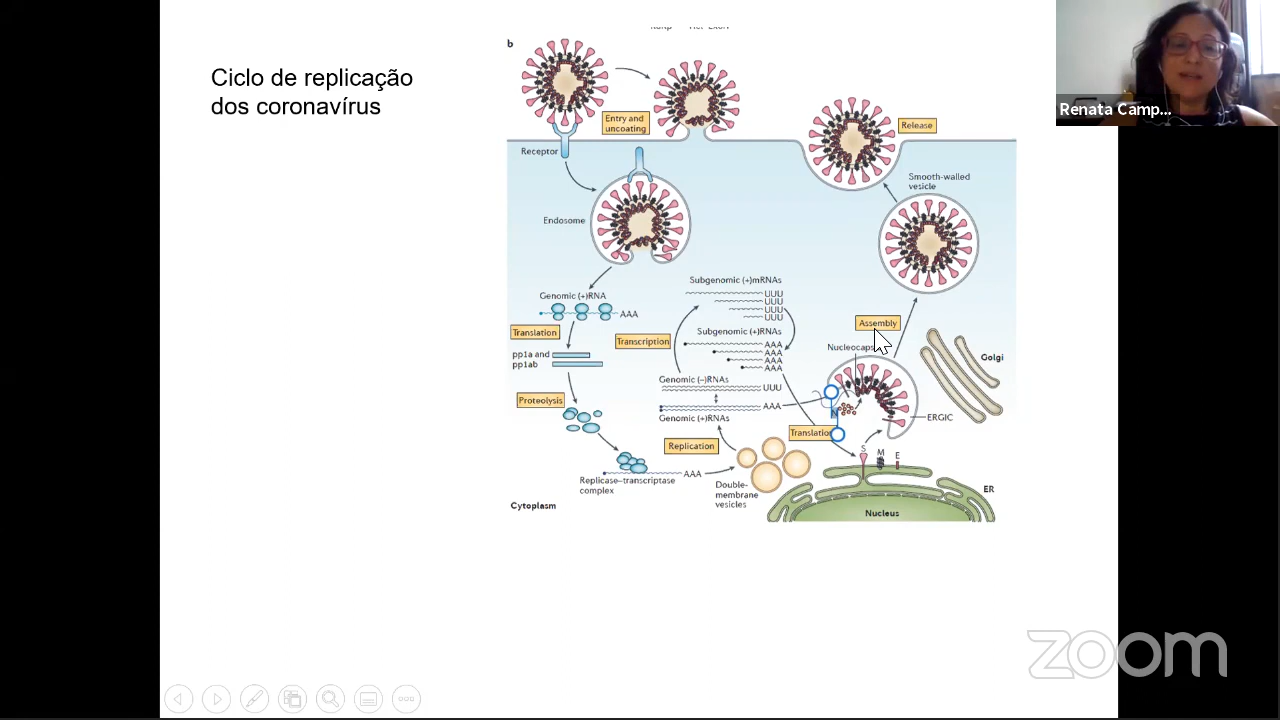 Ciclo de replicação
dos coronavírus
b
Entry and
uncoating
Receptor
Endosome
Release
Smooth-walled
vesicle
Genomic (+)RNA
AAA
Translation
pp1a and
pp1ab
Proteolysis
Replicase–transcriptase
complex
AAA
Cytoplasm
Subgenomic (+)mRNAs
UUU
UUU
UUU
UUU
Transcription
Subgenomic (+)RNAs
AAA
AAA
AAA
AAA
Genomic (–)RNAs
UUU
AAA
Genomic (+)RNAs
Replication
Double-
membrane
vesicles
Assembly
Nucleocaps
Golgi
N
ERGIC
Translation
S
M
E
ER
Nucleus
Renata Camp...
zoom